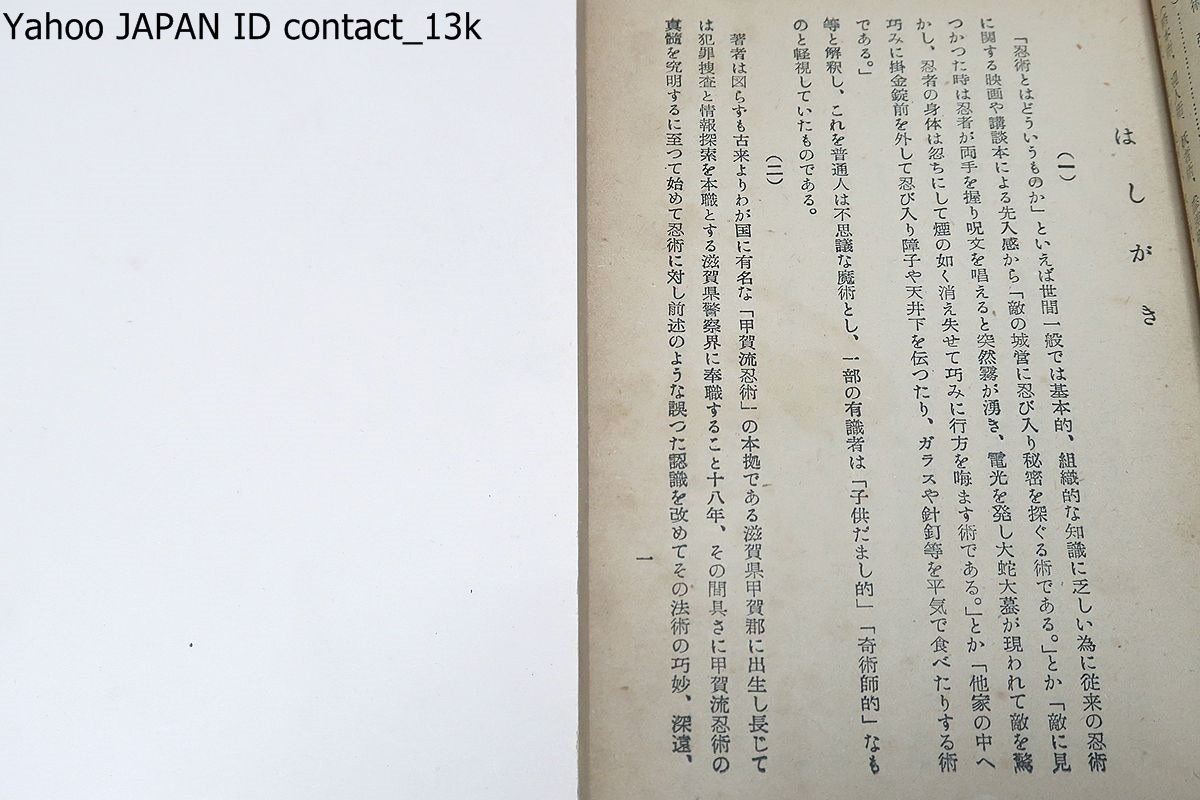 Yahoo JAPAN ID contact_13k
はしがき
(一)
「忍術とはどういうものか」といえば世間一般では基本的、組織的な知識に乏しい為に従来の忍術
に関する映画や講談本による先入感から「敵の城営に忍び入り秘密を探ぐる術である。」とか「敵に見
つかつた時は忍者が両手を握り呪文を唱えると突然霧が湧き、電光を発し大蛇大蟇が現われて敵を驚
かし、忍者の身体は忽ちにして煙の如く消え失せて巧みに行方を晦ます術である。」とか「他家の中へ
巧みに掛金錠前を外して忍び入り障子や天井下を伝つたり、ガラスや針釘等を平気で食べたりする術
である。」
等と解釈し、これを普通人は不思議な魔術とし、一部の有識者は「子供だまし的」「奇術師的」なも
のと軽視していたものである。
(二)
著者は図らずも古来よりわが国に有名な「甲賀流忍術」の本拠である滋賀県甲賀郡に出生し長じて
は犯罪捜査と情報探索を本職とする滋賀県警察界に奉職すること十八年、その間具さに甲賀流忍術の
真髄を究明するに至つて始めて忍術に対し前述のような誤つた認識を改めてその法術の巧妙、深遠、
一